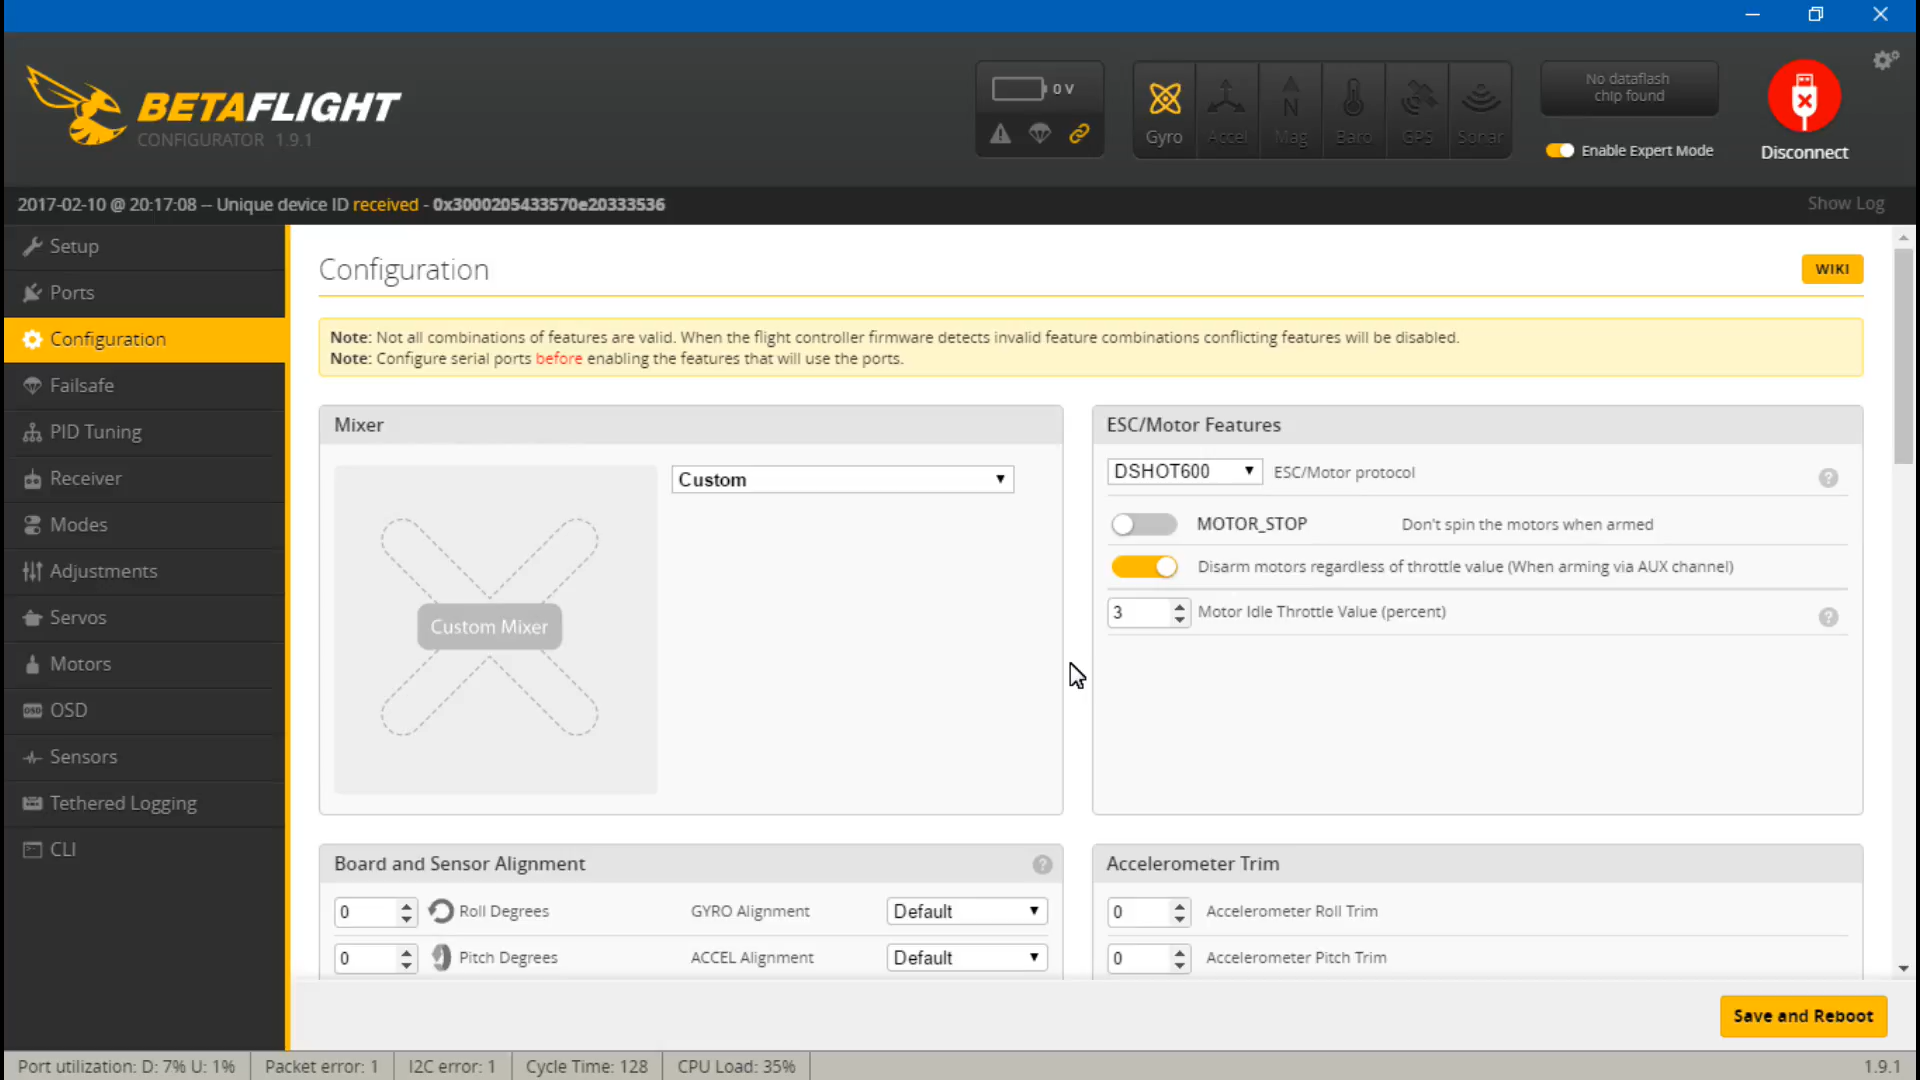 BETAFLIGHT
CONFIGURATOR 1.9.1
0 V
Gyro
Accel
Mag
Baro
GPS
Sonar
No dataflash
chip found
Enable Expert Mode
Disconnect
2017-02-10 @ 20:17:08 -- Unique device ID received - 0x3000205433570e20333536
Show Log
Setup
Ports
Configuration
Failsafe
PID Tuning
Receiver
Modes
Adjustments
Servos
Motors
OSD
OSD
Sensors
Tethered Logging
CLI
Configuration
WIKI
Note: Not all combinations of features are valid. When the flight controller firmware detects invalid feature combinations conflicting features will be disabled.
Note: Configure serial ports before enabling the features that will use the ports.
Mixer
Custom
Custom Mixer
ESC/Motor Features
DSHOT600 ESC/Motor protocol
?
MOTOR_STOP Don't spin the motors when armed
Disarm motors regardless of throttle value (When arming via AUX channel)
3 Motor Idle Throttle Value (percent)
?
Board and Sensor Alignment
?
0 Roll Degrees GYRO Alignment Default
0 Pitch Degrees ACCEL Alignment Default
Accelerometer Trim
0 Accelerometer Roll Trim
0 Accelerometer Pitch Trim
Save and Reboot
Port utilization: D: 7% U: 1%
Packet error: 1
I2C error: 1
Cycle Time: 128
CPU Load: 35%
1.9.1